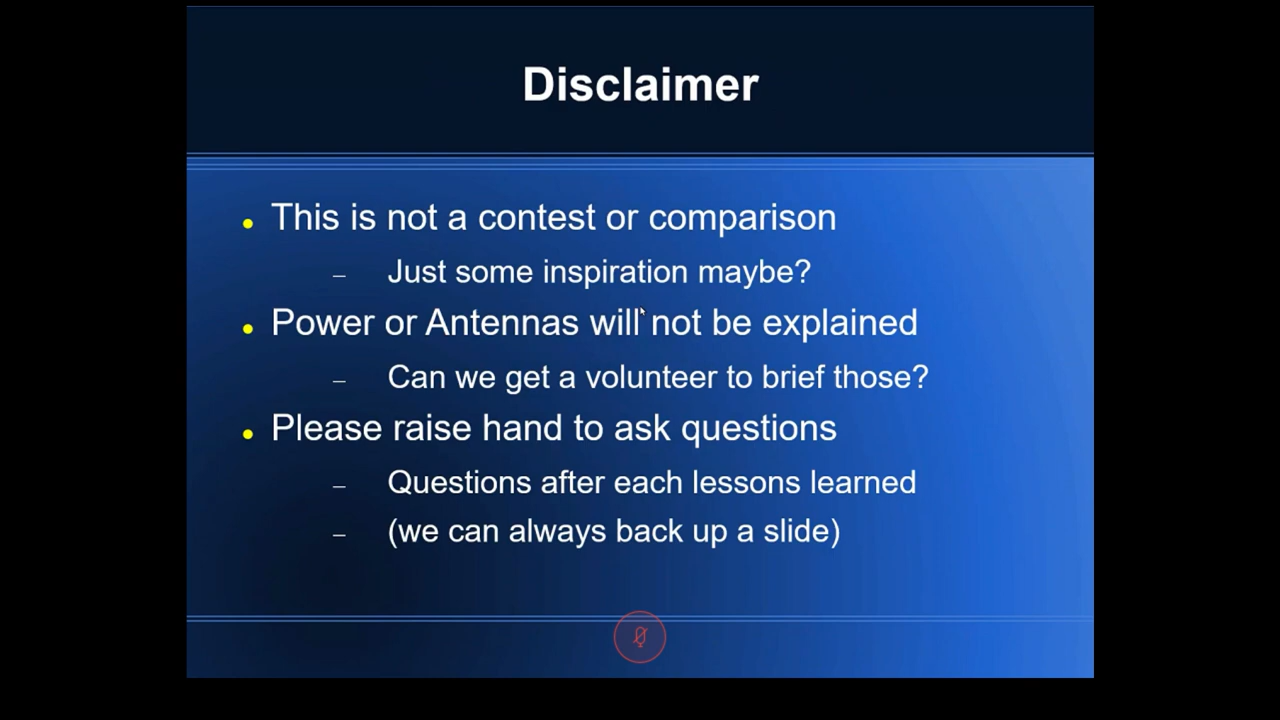 Disclaimer
This is not a contest or comparison
Just some inspiration maybe?
Power or Antennas will not be explained
Can we get a volunteer to brief those?
Please raise hand to ask questions
Questions after each lessons learned
(we can always back up a slide)